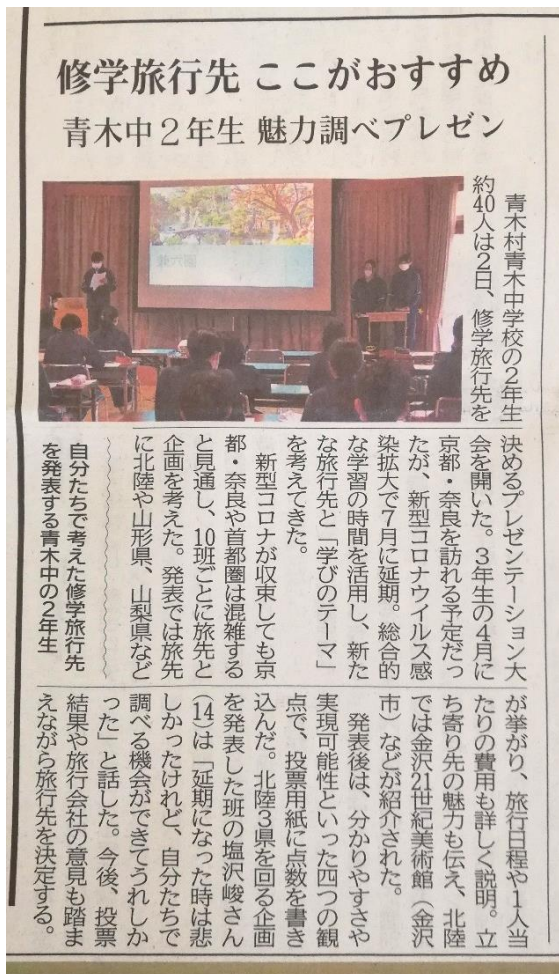 修学旅行先 ここがおすすめ
青木中２年生 魅力調べプレゼン
青木村青木中学校の２年生
約40人は２日、修学旅行先を
決めるプレゼンテーション大
会を開いた。３年生の４月に
京都・奈良を訪れる予定だっ
たが、新型コロナウイルス感
染拡大で７月に延期。総合的
な学習の時間を活用し、新た
な旅行先と「学びのテーマ」
を考えてきた。
新型コロナが収束しても京
都・奈良や首都圏は混雑する
と見通し、10班ごとに旅先と
企画を考えた。発表では旅先
に北陸や山形県、山梨県など
が挙がり、旅行日程や１人当
たりの費用も詳しく説明。立
ち寄り先の魅力も伝え、北陸
では金沢21世紀美術館（金沢
市）などが紹介された。
発表後は、分かりやすさや
実現可能性といった四つの観
点で、投票用紙に点数を書き
込んだ。北陸３県を回る企画
を発表した班の塩沢峻さん
（14）は「延期になった時は悲
しかったけれど、自分たちで
調べる機会ができてうれしか
った」と話した。今後、投票
結果や旅行会社の意見も踏ま
えながら旅行先を決定する。
自分たちで考えた修学旅行先
を発表する青木中の２年生